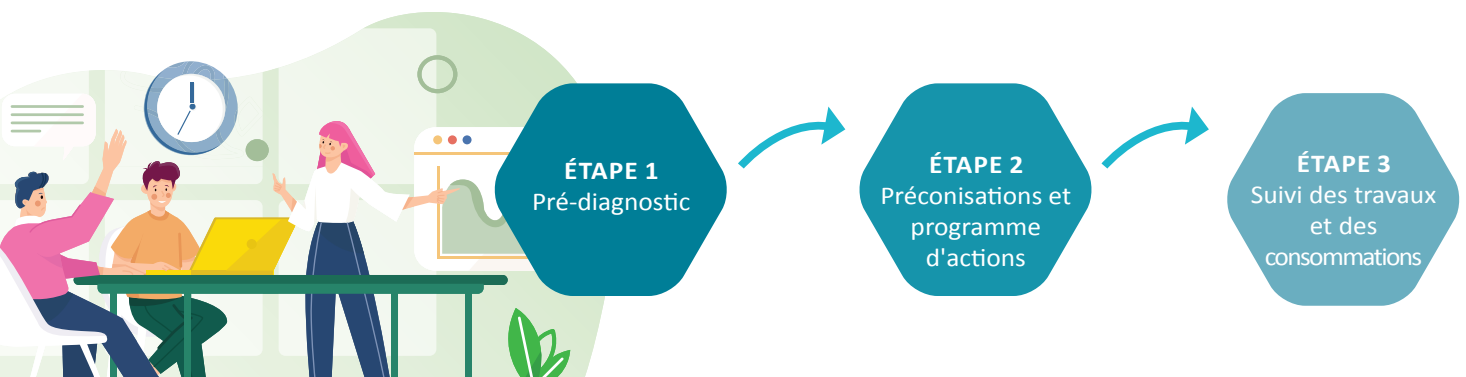 ÉTAPE 1
Pré-diagnostic
ÉTAPE 2
Préconisations et
programme
d'actions
ÉTAPE 3
Suivi des travaux
et des
consommations